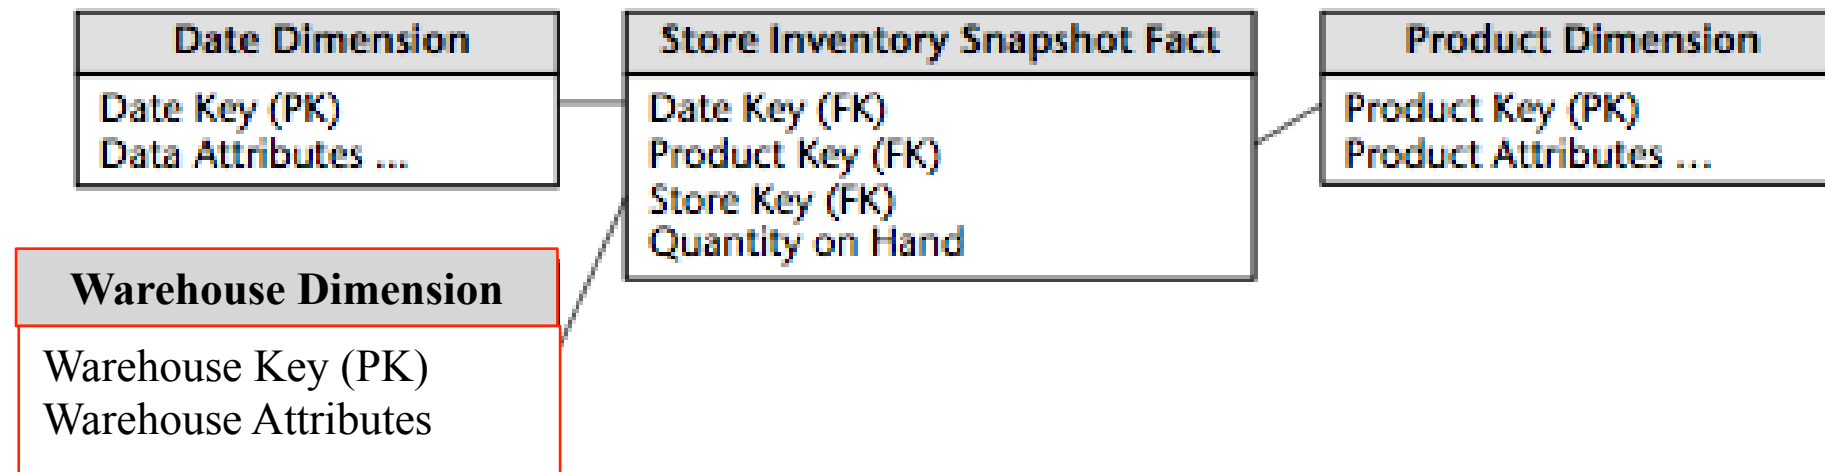 Date Dimension
Date Key (PK)
Data Attributes ...
Store Inventory Snapshot Fact
Date Key (FK)
Product Key (FK)
Store Key (FK)
Quantity on Hand
Product Dimension
Product Key (PK)
Product Attributes ...
Warehouse Dimension
Warehouse Key (PK)
Warehouse Attributes